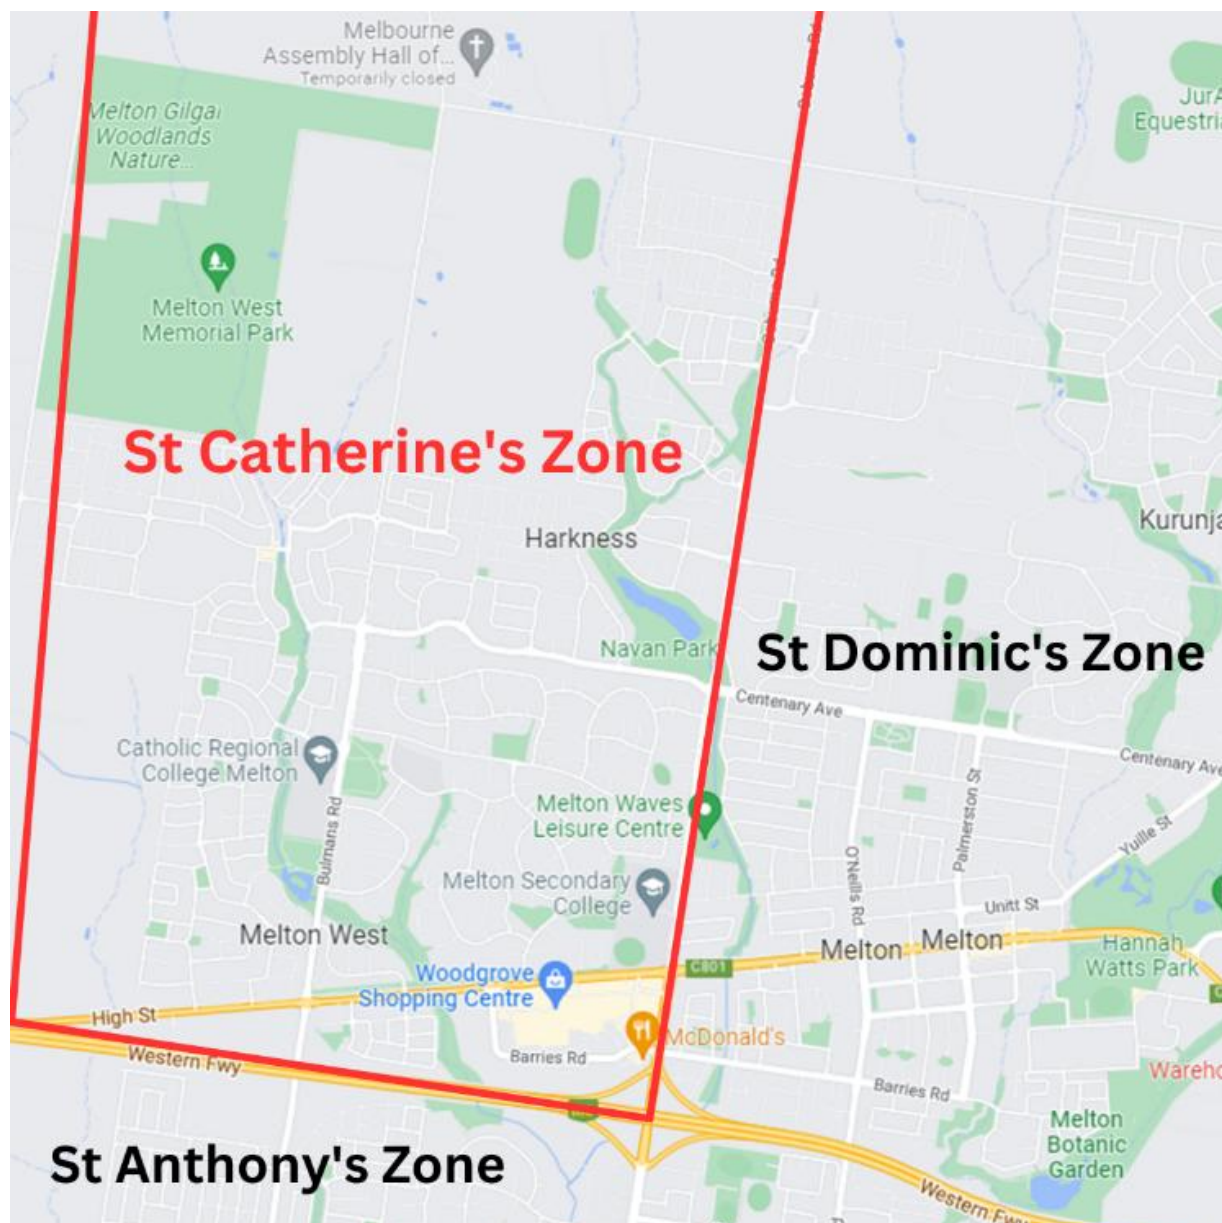 Melbourne
Assembly Hall of...
Temporarily closed
JurA
Equestria
Melton Gilgai
Woodlands
Nature...
Melton West
Memorial Park
St Catherine's Zone
Harkness
Kurunja
Navan Park
St Dominic's Zone
Centenary Ave
Centenary Ave
Catholic Regional
College Melton
Bulmans Rd
Melton Waves
Leisure Centre
Palmerston St
Yuille St
O'Neills Rd
Melton Secondary
College
Unitt St
Melton West
Melton
Melton
Hannah
Watts Park
C801
Woodgrove
Shopping Centre
High St
McDonald's
Western Fwy
Barries Rd
Barries Rd
Wareho
Melton
Botanic
Garden
St Anthony's Zone
Western Fwy